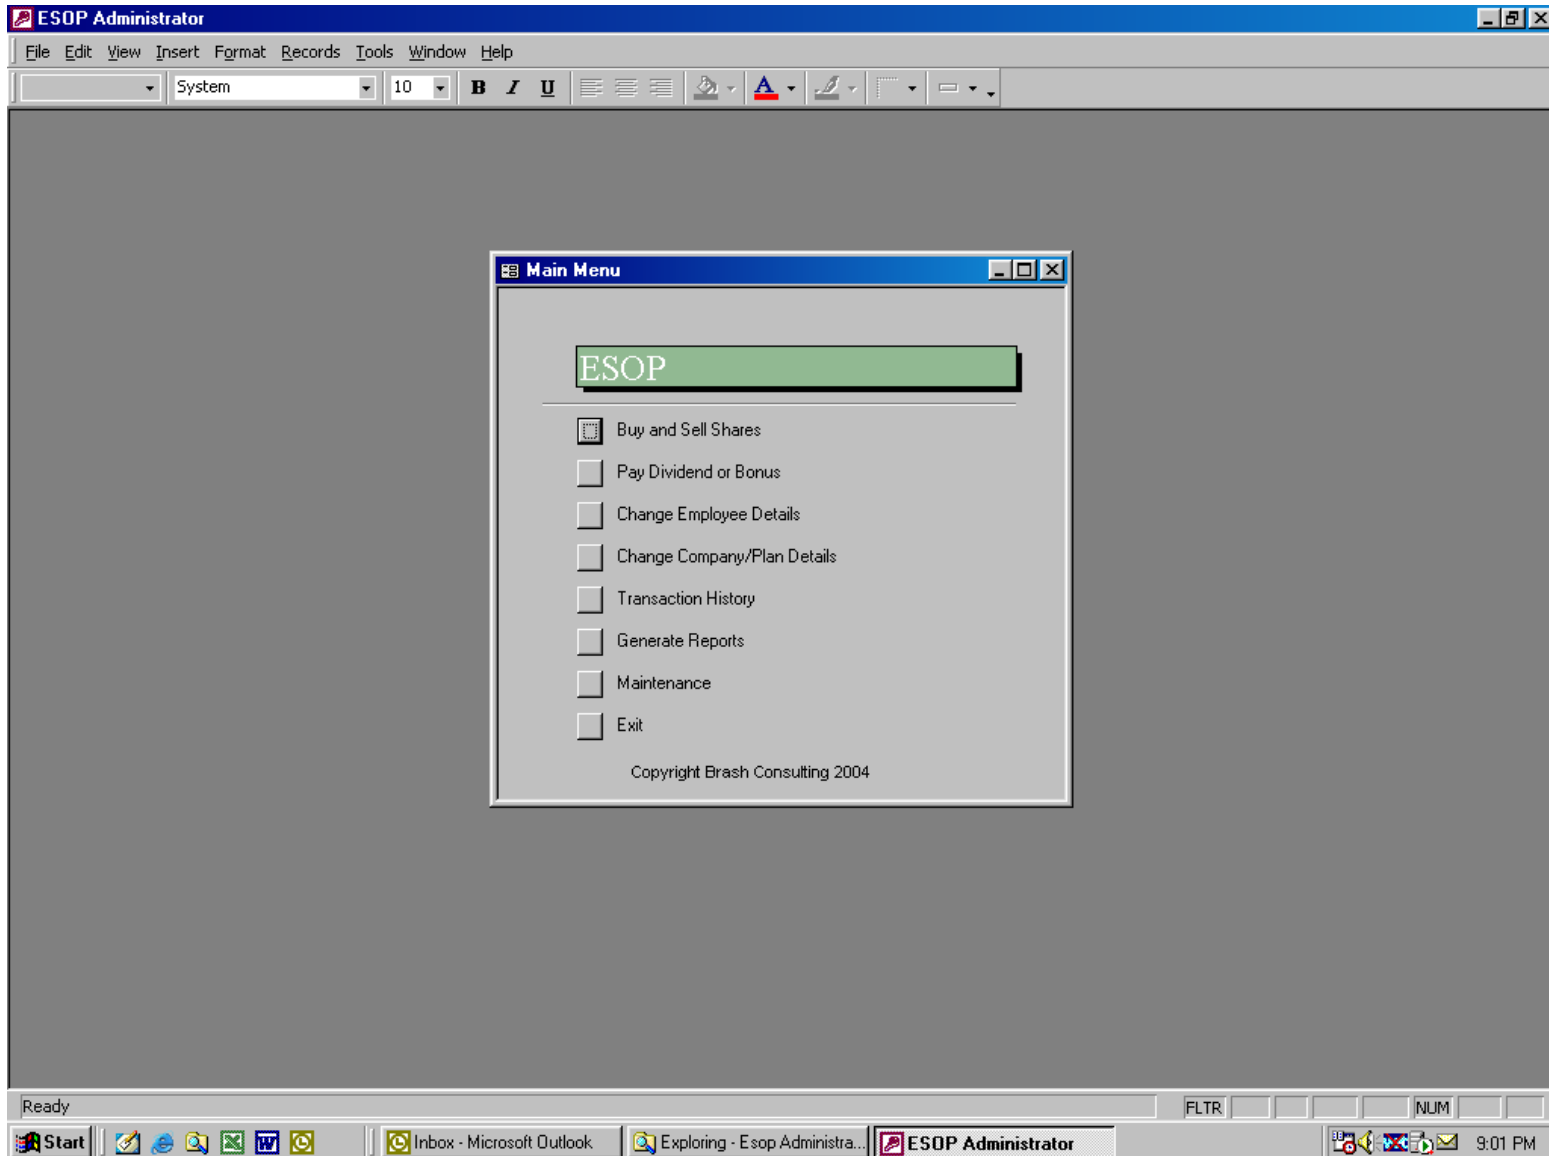 ESOP Administrator
File Edit View Insert Format Records Tools Window Help
System 10 B I U A
Main Menu
ESOP
Buy and Sell Shares
Pay Dividend or Bonus
Change Employee Details
Change Company/Plan Details
Transaction History
Generate Reports
Maintenance
Exit
Copyright Brash Consulting 2004
Ready FLTR NUM
Start Inbox - Microsoft Outlook Exploring - Esop Administra... ESOP Administrator 9:01 PM